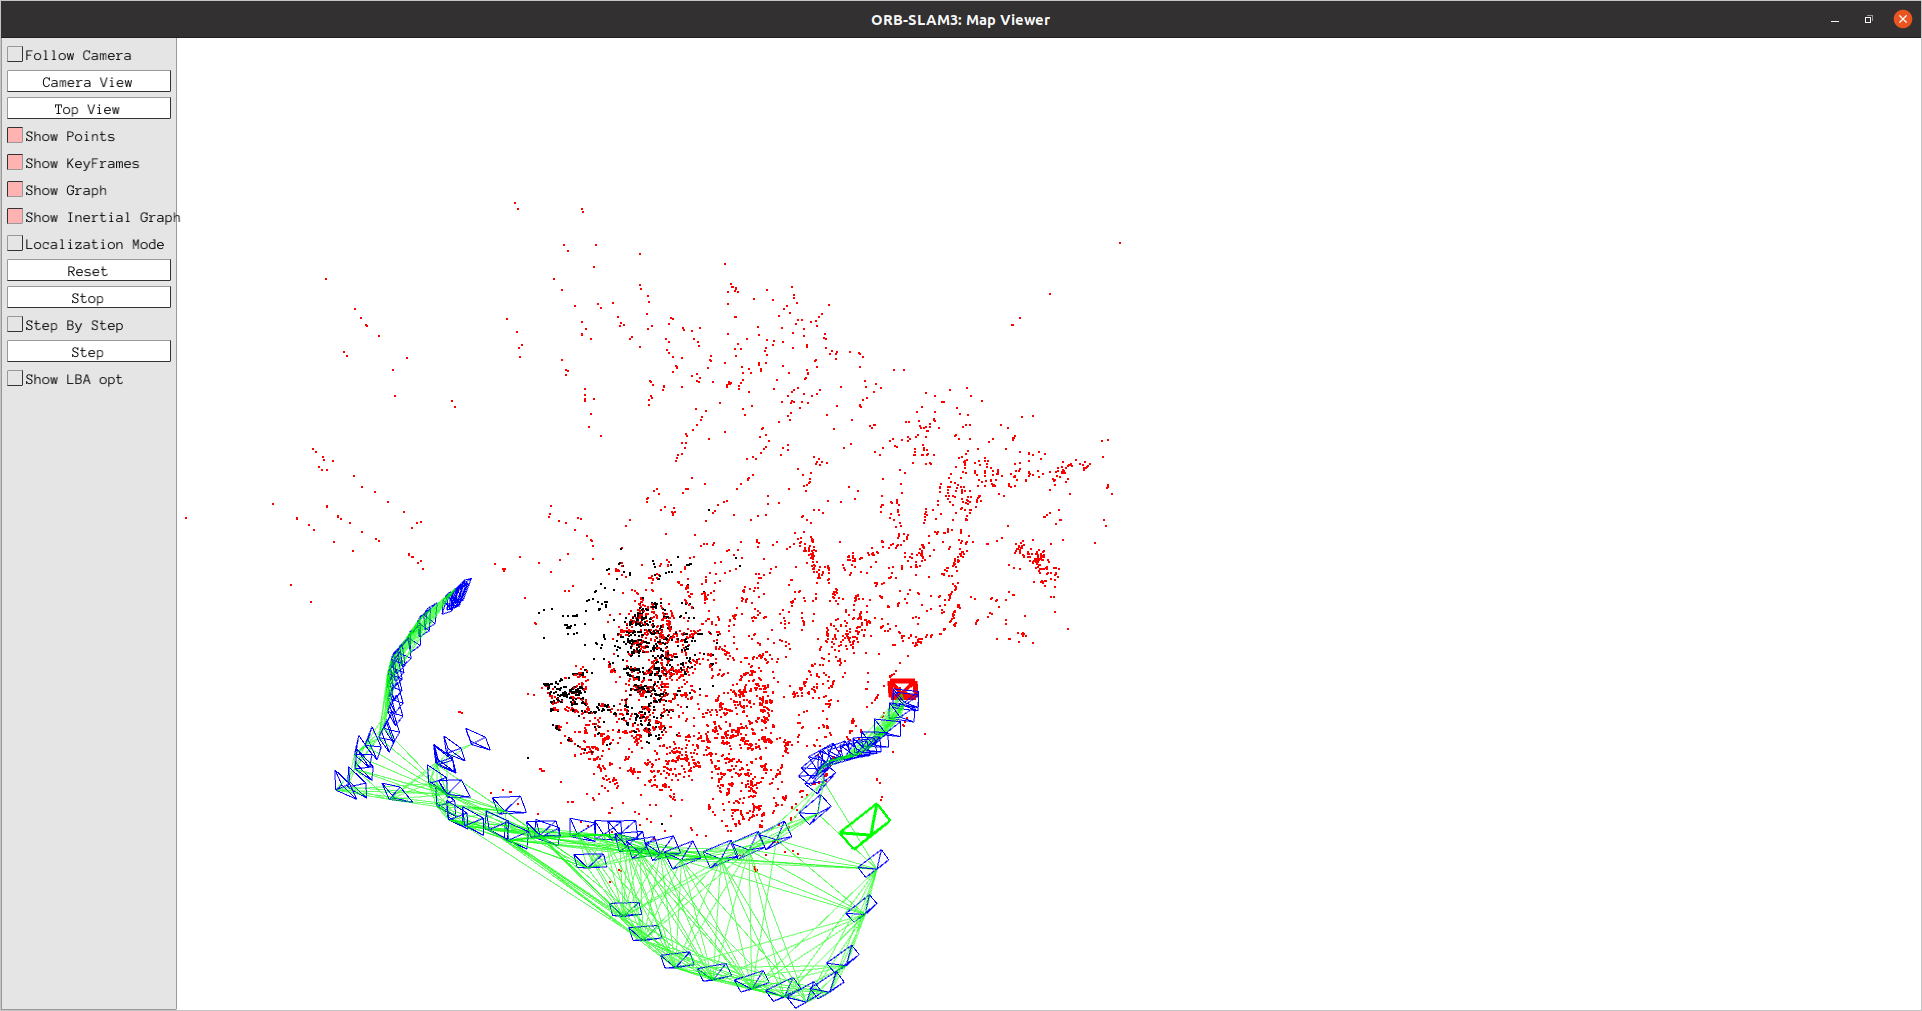 ORB-SLAM3: Map Viewer
Follow Camera
Camera View
Top View
Show Points
Show KeyFrames
Show Graph
Show Inertial Graph
Localization Mode
Reset
Stop
Step By Step
Step
Show LBA opt